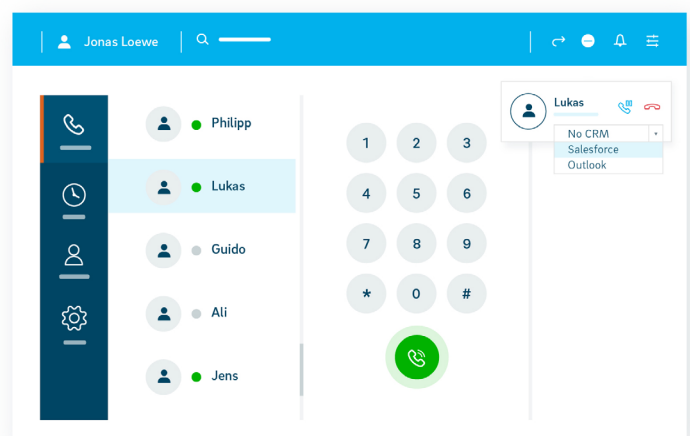 Jonas Loewe
Philipp
Lukas
Guido
Ali
Jens
1 2 3
4 5 6
7 8 9
* 0 #
Lukas
No CRM
Salesforce
Outlook